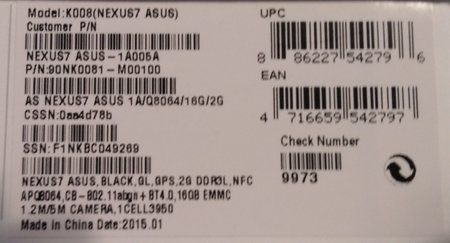 Model:K008(NEXUS7 ASUS)
Customer P/N
NEXUS7 ASUS-1A005A
P/N:90NK0081-M00100
AS NEXUS7 ASUS 1A/Q8064/16G/2G
CSSN:0aa4d78b
SSN:F1NKBC049269
NEXUS7 ASUS,BLACK,GL,GPS,2G DDR3L,NFC
APQ8064,CB-802.11abgn+BT4.0,16GB EMMC
1.2M/5M CAMERA,1CELL3950
Made in China Date:2015.01
UPC
8 86227 54279 6
EAN
4 716659 542797
Check Number
9973